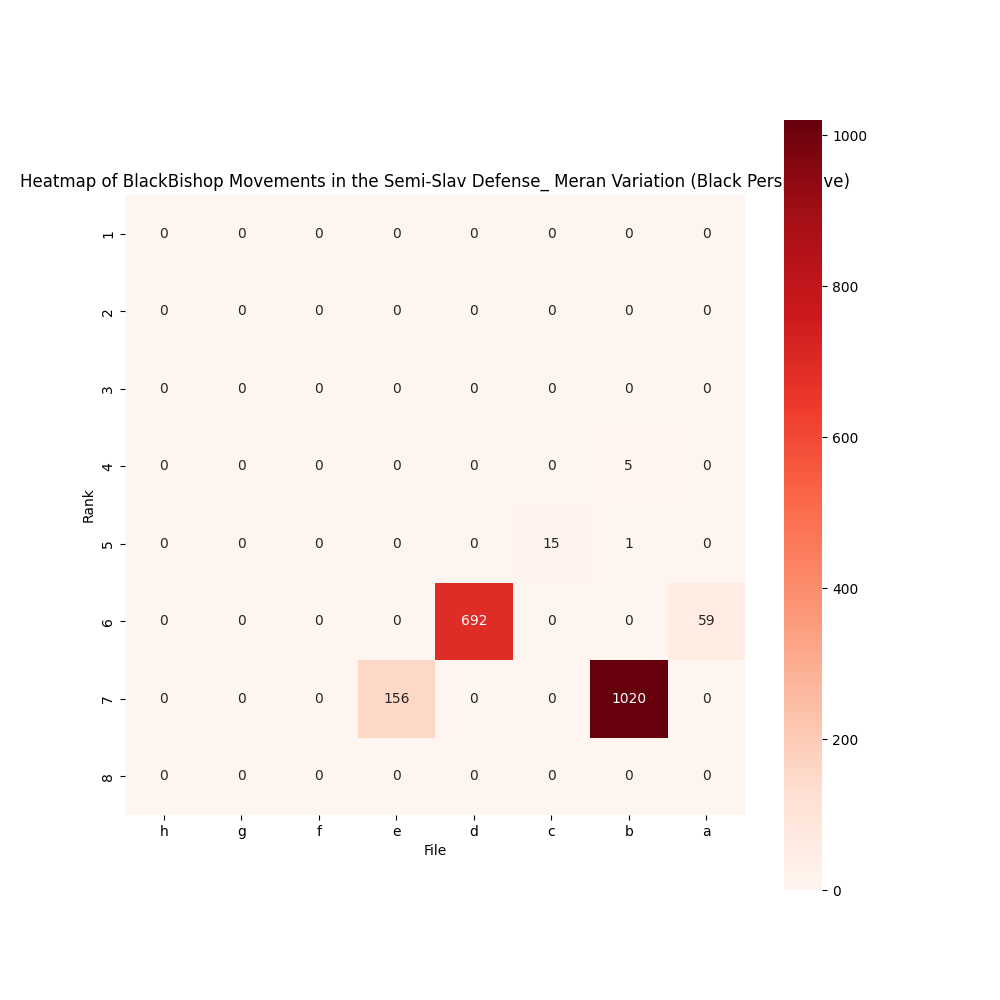 Heatmap of BlackBishop Movements in the Semi-Slav Defense_ Meran Variation (Black Pers ve)
1 0 0 0 0 0 0 0 0
2 0 0 0 0 0 0 0 0
3 0 0 0 0 0 0 0 0
4 0 0 0 0 0 0 5 0
5 0 0 0 0 0 15 1 0
6 0 0 0 0 692 0 0 59
7 0 0 0 156 0 0 1020 0
8 0 0 0 0 0 0 0 0
h g f e d c b a
File
Rank
1000
800
600
400
200
0